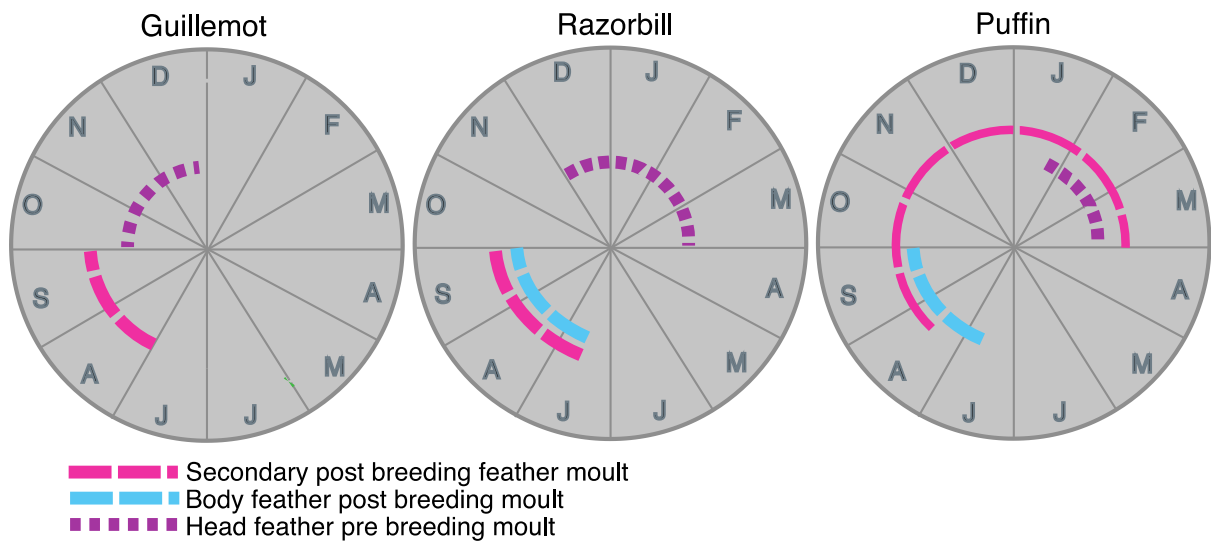 Guillemot
Razorbill
Puffin
D J
N F
O M
S A
A M
J J
D J
N F
O M
S A
A M
J J
D J
N F
O M
S A
A M
J J
Secondary post breeding feather moult
Body feather post breeding moult
Head feather pre breeding moult